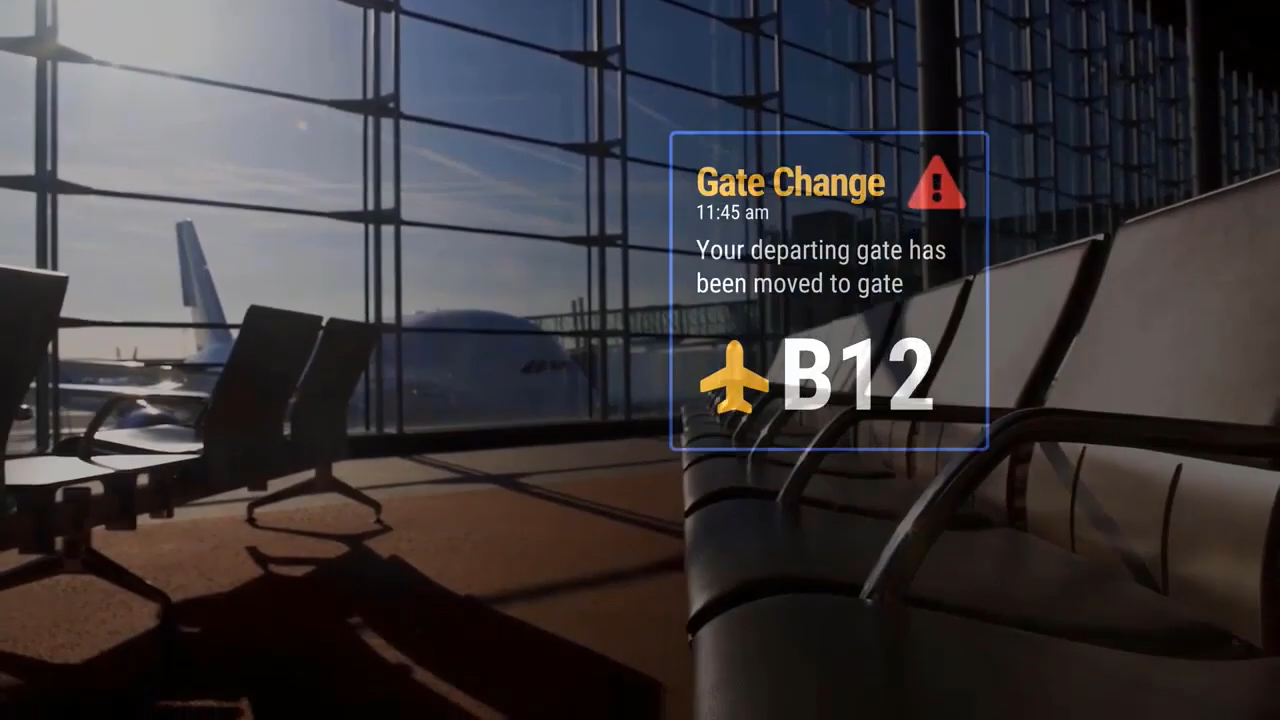 Gate Change
11:45 am
Your departing gate has
been moved to gate
B12